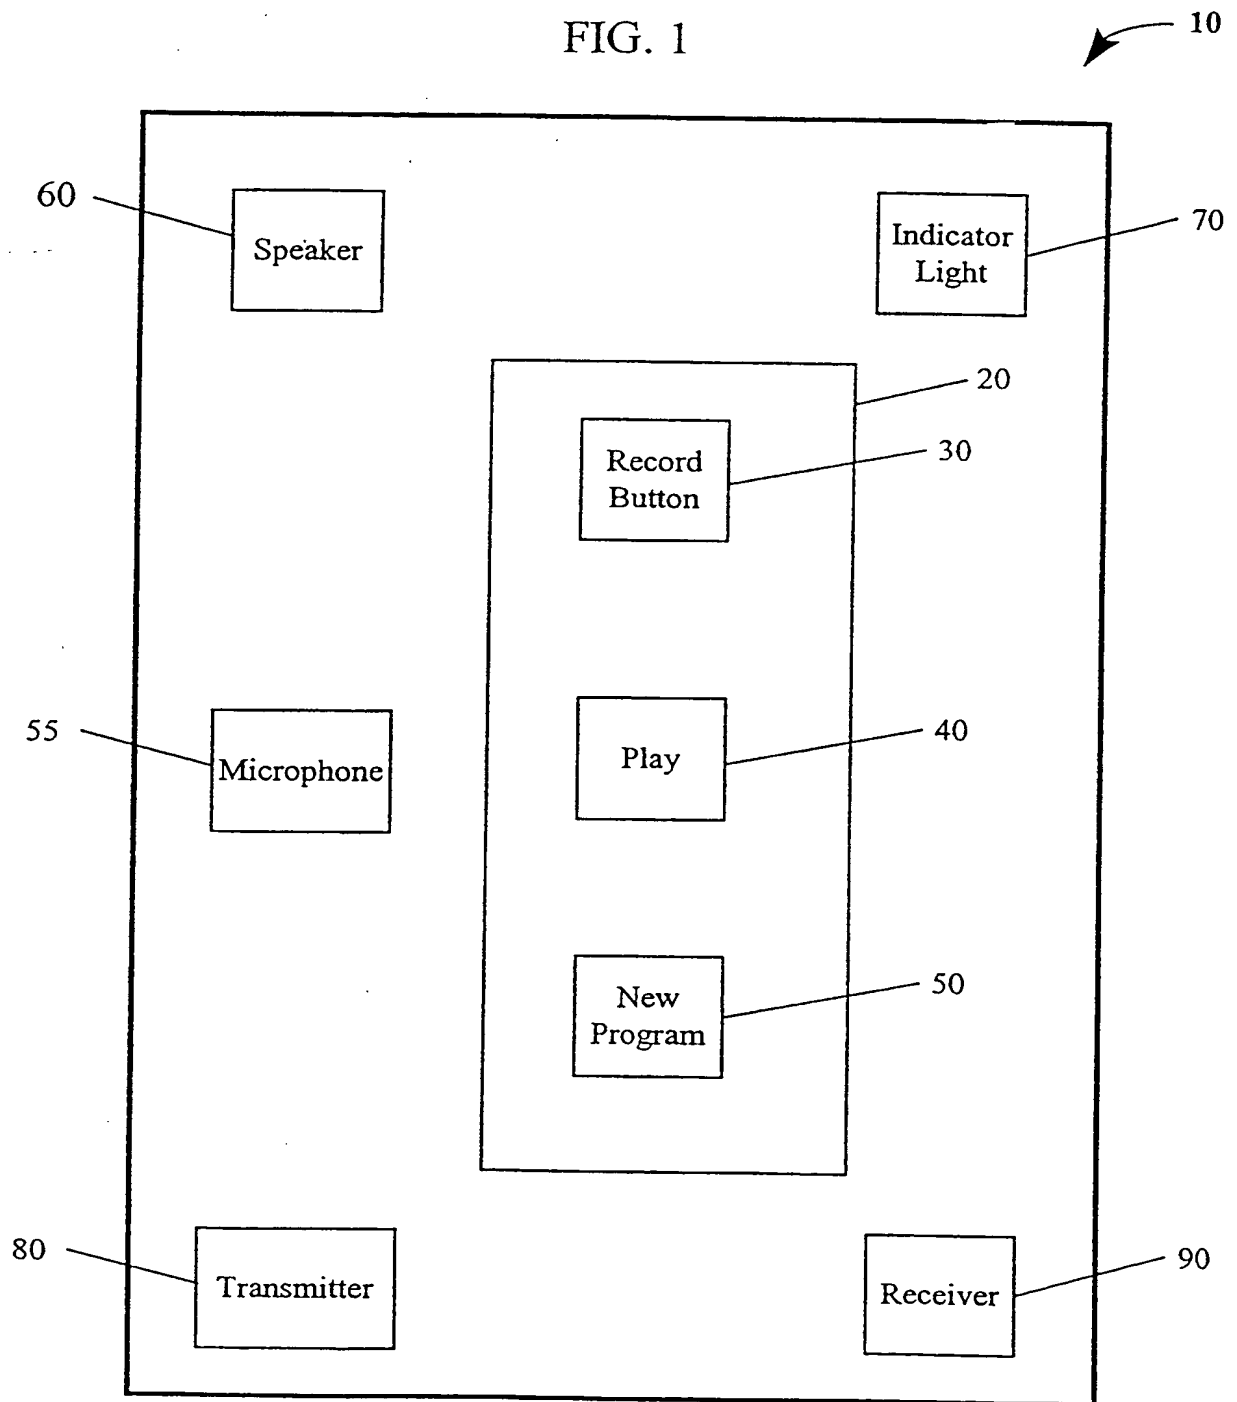 FIG. 1
10
60
Speaker
Indicator
Light
70
20
Record
Button
30
55
Microphone
Play
40
New
Program
50
80
Transmitter
Receiver
90